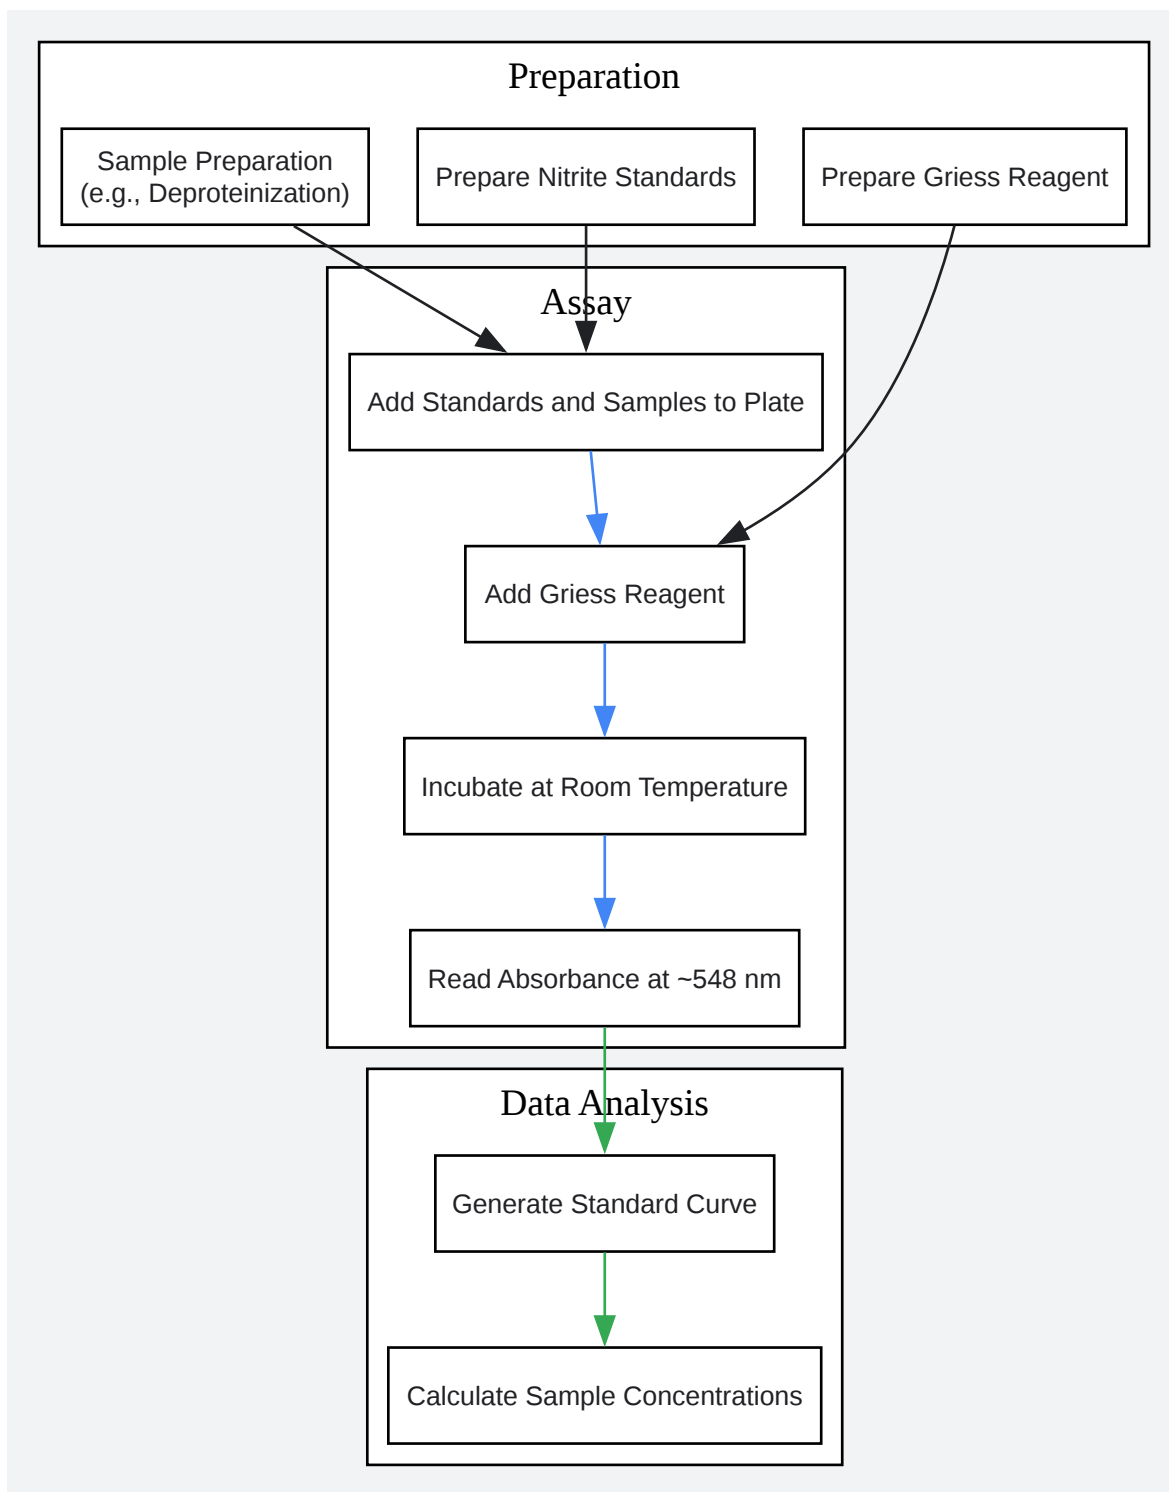 Preparation
Sample Preparation
(e.g., Deproteinization)
Prepare Nitrite Standards
Prepare Griess Reagent
Assay
Add Standards and Samples to Plate
Add Griess Reagent
Incubate at Room Temperature
Read Absorbance at ~548 nm
Data Analysis
Generate Standard Curve
Calculate Sample Concentrations